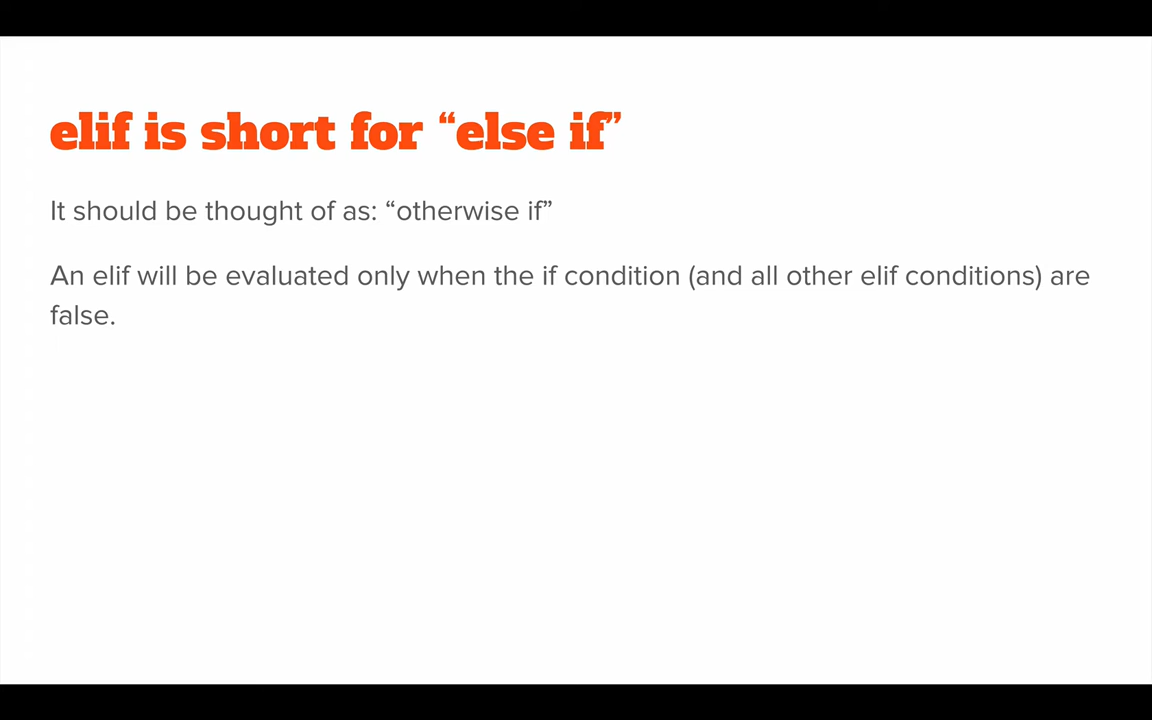 elif is short for “else if”
It should be thought of as: “otherwise if”
An elif will be evaluated only when the if condition (and all other elif conditions) are
false.